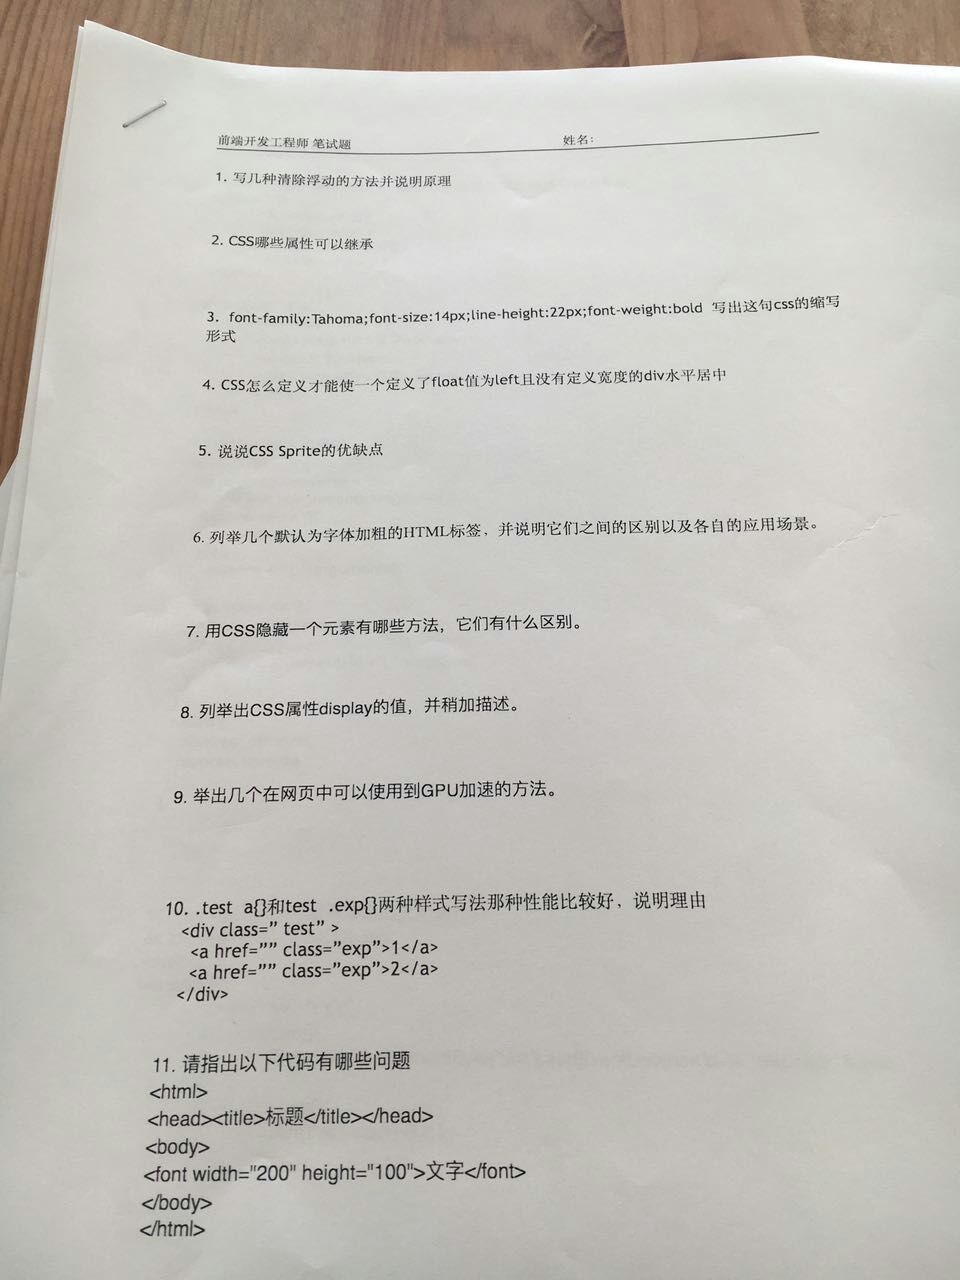 前端开发工程师 笔试题 姓名:
1. 写几种清除浮动的方法并说明原理
2. CSS哪些属性可以继承
3. font-family:Tahoma;font-size:14px;line-height:22px;font-weight:bold 写出这句css的缩写
形式
4. CSS怎么定义才能使一个定义了float值为left且没有定义宽度的div水平居中
5. 说说CSS Sprite的优缺点
6. 列举几个默认为字体加粗的HTML标签，并说明它们之间的区别以及各自的应用场景。
7. 用CSS隐藏一个元素有哪些方法，它们有什么区别。
8. 列举出CSS属性display的值，并稍加描述。
9. 举出几个在网页中可以使用到GPU加速的方法。
10. .test a{}和test .exp{}两种样式写法那种性能比较好，说明理由
<div class=” test” >
<a href=”” class=”exp”>1</a>
<a href=”” class=”exp”>2</a>
</div>
11. 请指出以下代码有哪些问题
<html>
<head><title>标题</title></head>
<body>
<font width="200" height="100">文字</font>
</body>
</html>